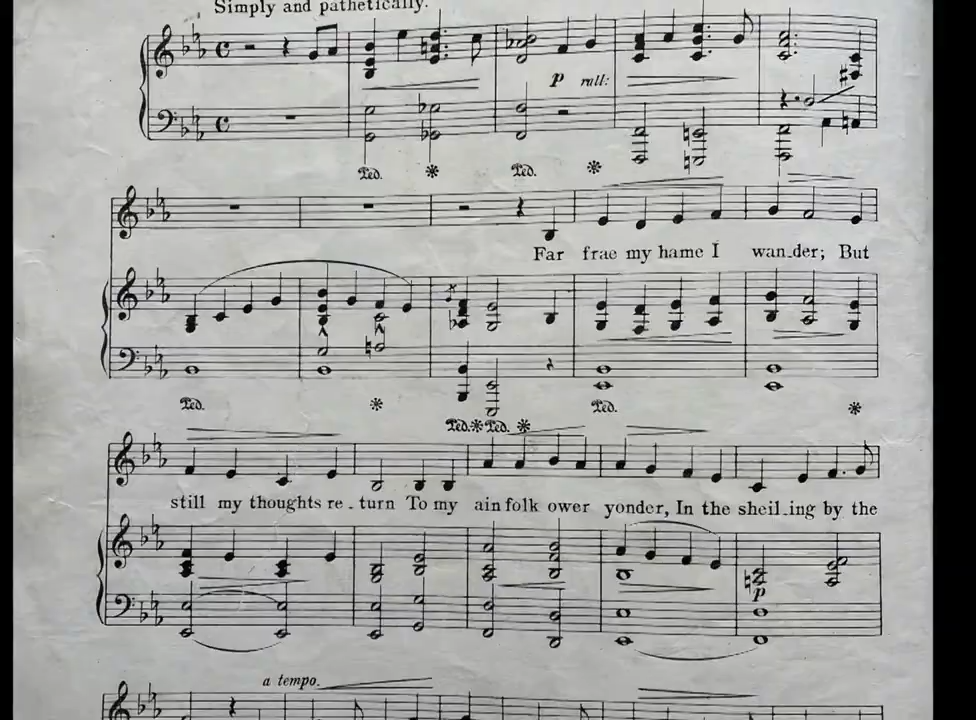 Simply and pathetically.
p rall:
Ped. * Ped. *
Far frae my hame I wan-der; But
Ped. * Ped.* Ped. * Ped. *
still my thoughts re - turn To my ain folk ower yonder, In the sheil-ing by the
p
a tempo.